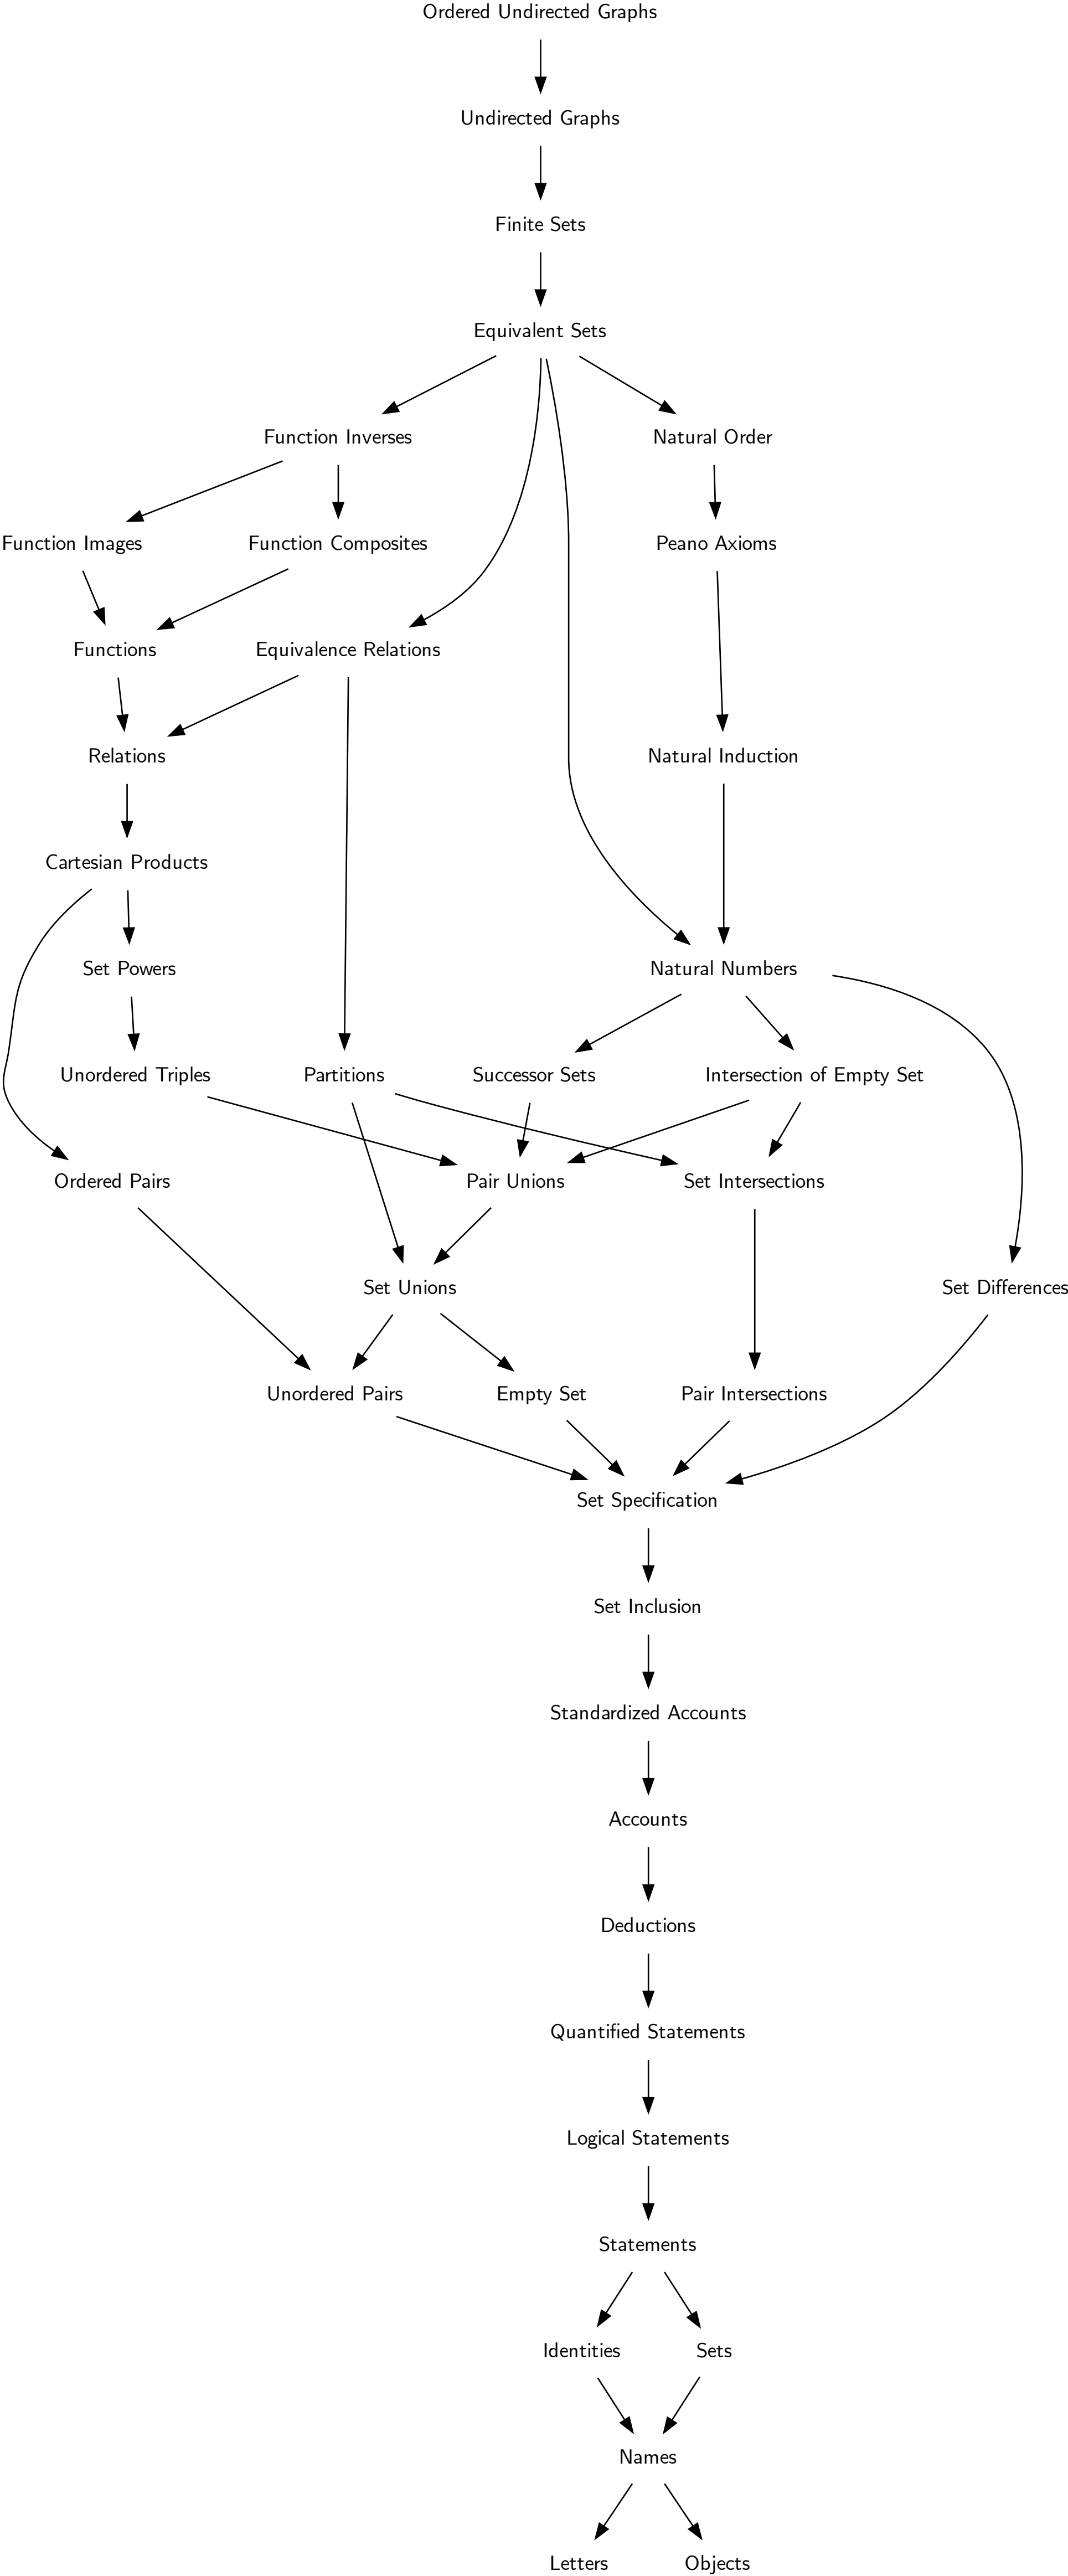 Ordered Undirected Graphs
Undirected Graphs
Finite Sets
Equivalent Sets
Function Inverses
Natural Order
Function Images
Function Composites
Peano Axioms
Functions
Equivalence Relations
Relations
Natural Induction
Cartesian Products
Set Powers
Natural Numbers
Unordered Triples
Partitions
Successor Sets
Intersection of Empty Set
Ordered Pairs
Pair Unions
Set Intersections
Set Unions
Set Differences
Unordered Pairs
Empty Set
Pair Intersections
Set Specification
Set Inclusion
Standardized Accounts
Accounts
Deductions
Quantified Statements
Logical Statements
Statements
Identities
Sets
Names
Letters
Objects